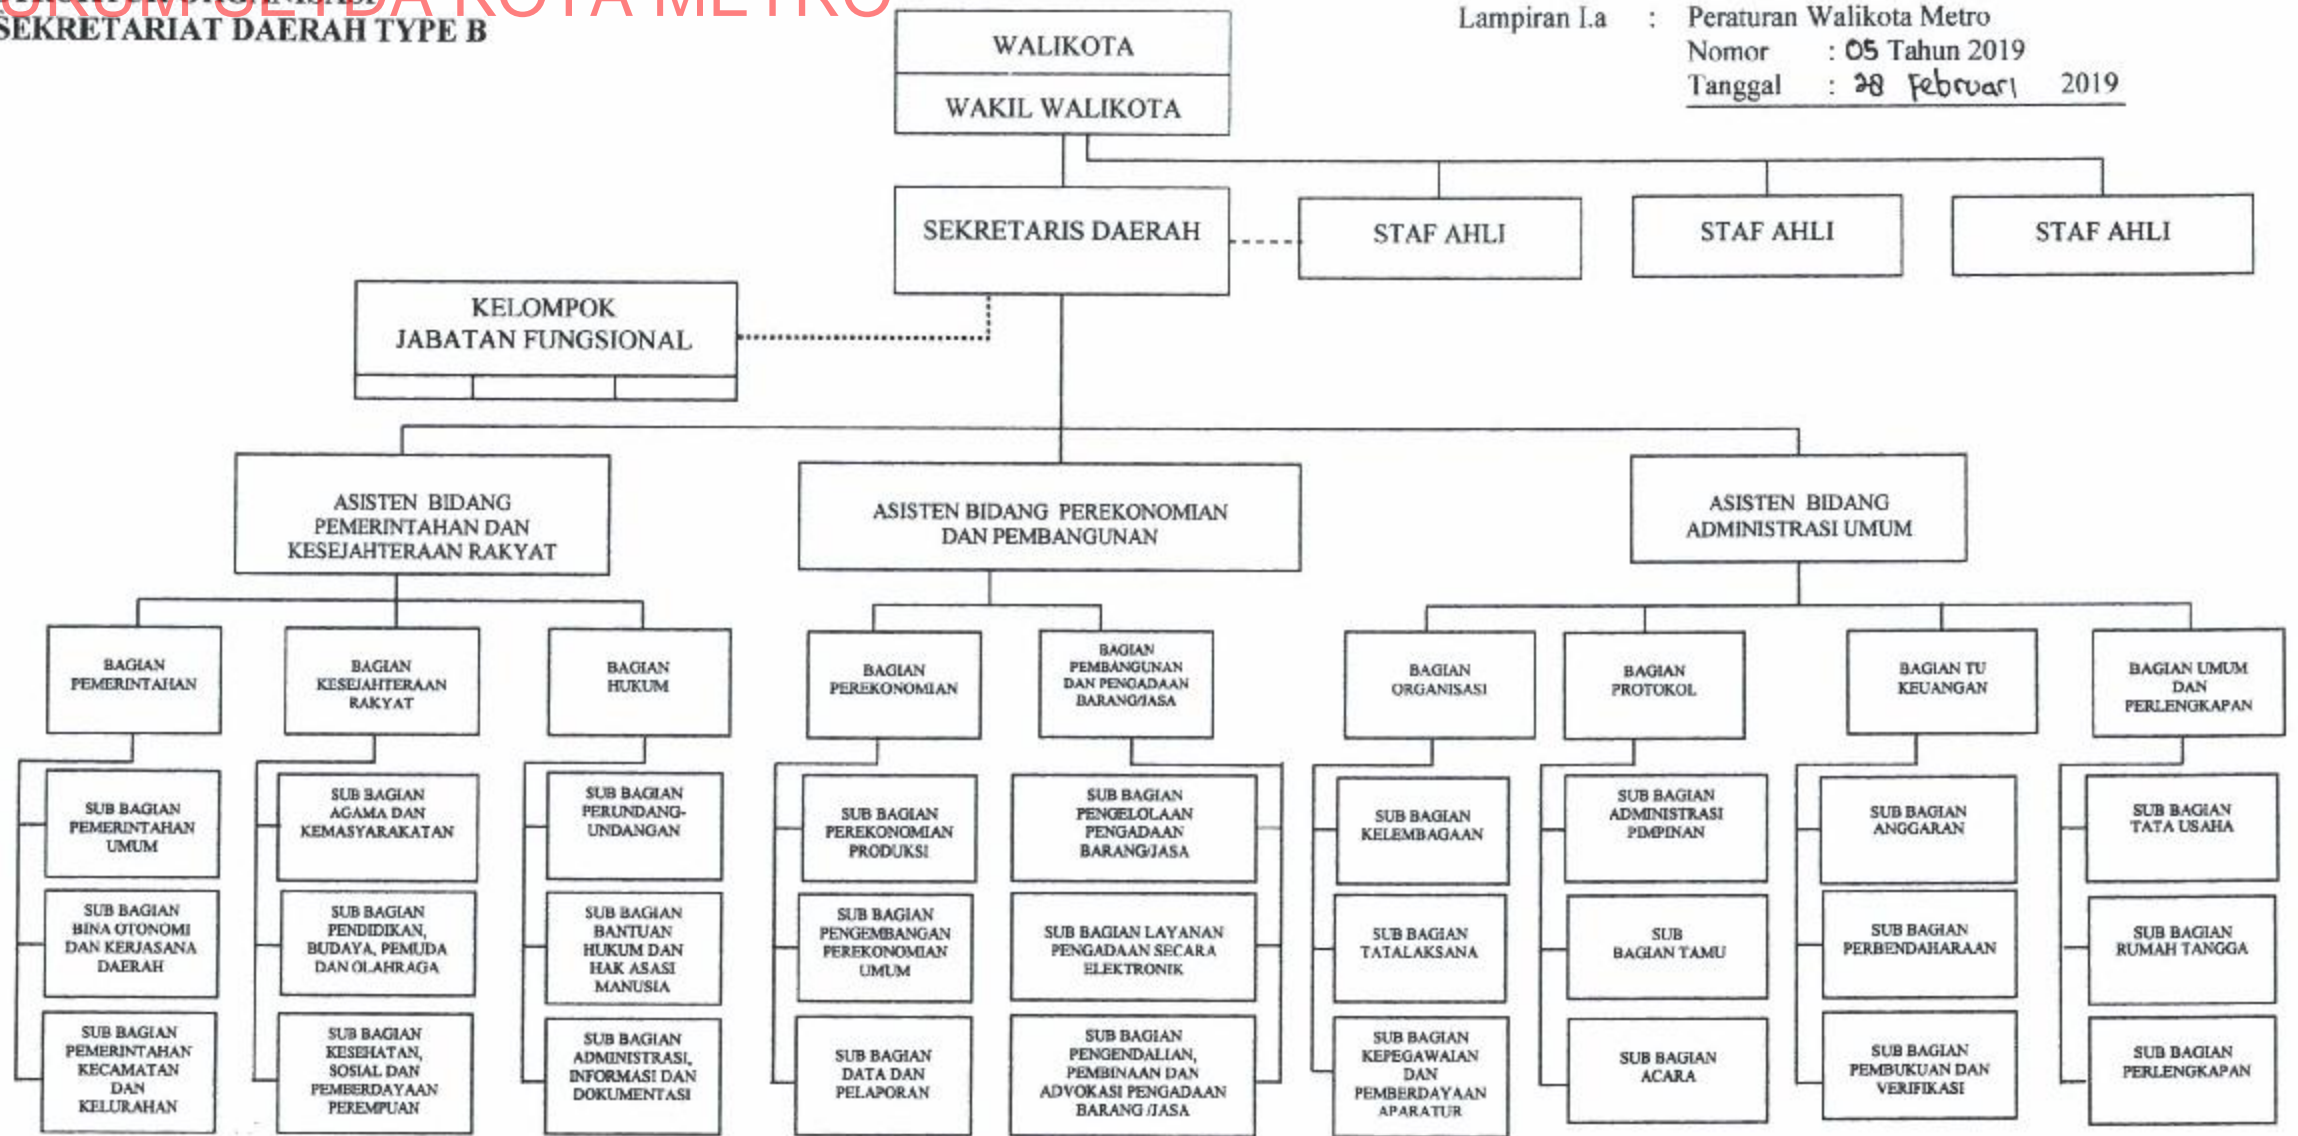 SEKRETARIAT DAERAH TYPE B
SETDA KOTA METRO
Lampiran I.a : Peraturan Walikota Metro
Nomor : 05 Tahun 2019
Tanggal : 28 Februari 2019
WALIKOTA
WAKIL WALIKOTA
SEKRETARIS DAERAH
STAF AHLI
STAF AHLI
STAF AHLI
KELOMPOK
JABATAN FUNGSIONAL
ASISTEN BIDANG
PEMERINTAHAN DAN
KESEJAHTERAAN RAKYAT
ASISTEN BIDANG PEREKONOMIAN
DAN PEMBANGUNAN
ASISTEN BIDANG
ADMINISTRASI UMUM
BAGIAN
PEMERINTAHAN
BAGIAN
KESEJAHTERAAN
RAKYAT
BAGIAN
HUKUM
BAGIAN
PEREKONOMIAN
BAGIAN
PEMBANGUNAN
DAN PENGADAAN
BARANG/JASA
BAGIAN
ORGANISASI
BAGIAN
PROTOKOL
BAGIAN TU
KEUANGAN
BAGIAN UMUM
DAN
PERLENGKAPAN
SUB BAGIAN
PEMERINTAHAN
UMUM
SUB BAGIAN
AGAMA DAN
KEMASYARAKATAN
SUB BAGIAN
PERUNDANG-
UNDANGAN
SUB BAGIAN
PEREKONOMIAN
PRODUKSI
SUB BAGIAN
PENGELOLAAN
PENGADAAN
BARANG/JASA
SUB BAGIAN
KELEMBAGAAN
SUB BAGIAN
ADMINISTRASI
PIMPINAN
SUB BAGIAN
ANGGARAN
SUB BAGIAN
TATA USAHA
SUB BAGIAN
BINA OTONOMI
DAN KERJASANA
DAERAH
SUB BAGIAN
PENDIDIKAN,
BUDAYA, PEMUDA
DAN OLAHRAGA
SUB BAGIAN
BANTUAN
HUKUM DAN
HAK ASASI
MANUSIA
SUB BAGIAN
PENGEMBANGAN
PEREKONOMIAN
UMUM
SUB BAGIAN LAYANAN
PENGADAAN SECARA
ELEKTRONIK
SUB BAGIAN
TATALAKSANA
SUB
BAGIAN TAMU
SUB BAGIAN
PERBENDAHARAAN
SUB BAGIAN
RUMAH TANGGA
SUB BAGIAN
PEMERINTAHAN
KECAMATAN
DAN
KELURAHAN
SUB BAGIAN
KESEHATAN,
SOSIAL DAN
PEMBERDAYAAN
PEREMPUAN
SUB BAGIAN
ADMINISTRASI,
INFORMASI DAN
DOKUMENTASI
SUB BAGIAN
DATA DAN
PELAPORAN
SUB BAGIAN
PENGENDALIAN,
PEMBINAAN DAN
ADVOKASI PENGADAAN
BARANG /JASA
SUB BAGIAN
KEPEGAWAIAN
DAN
PEMBERDAYAAN
APARATUR
SUB BAGIAN
ACARA
SUB BAGIAN
PEMBUKUAN DAN
VERIFIKASI
SUB BAGIAN
PERLENGKAPAN